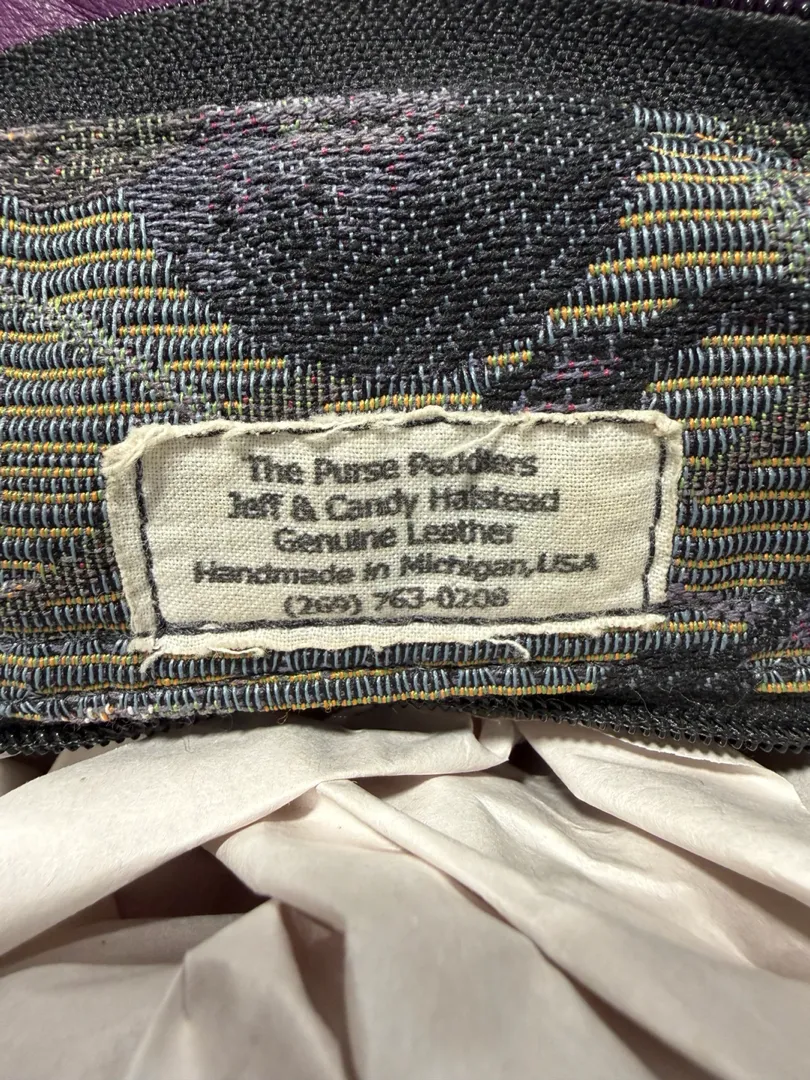 The Purse Peddlers
Jeff & Candy Halstead
Genuine Leather
Handmade in Michigan, USA
(269) 763-0208